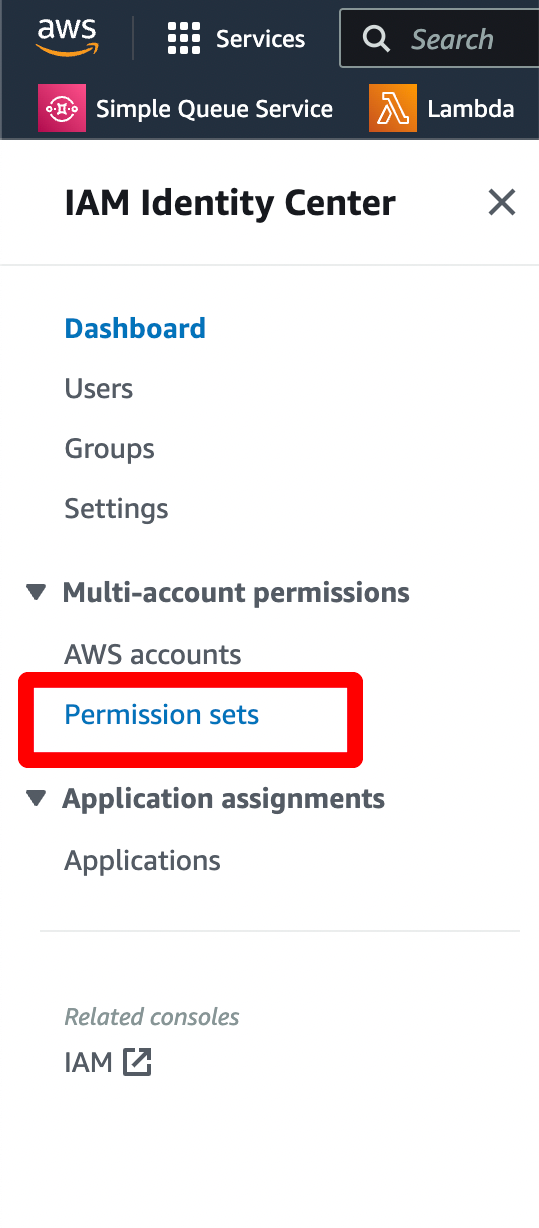 aws
Services
Search
Simple Queue Service
Lambda
IAM Identity Center
Dashboard
Users
Groups
Settings
Multi-account permissions
AWS accounts
Permission sets
Application assignments
Applications
Related consoles
IAM